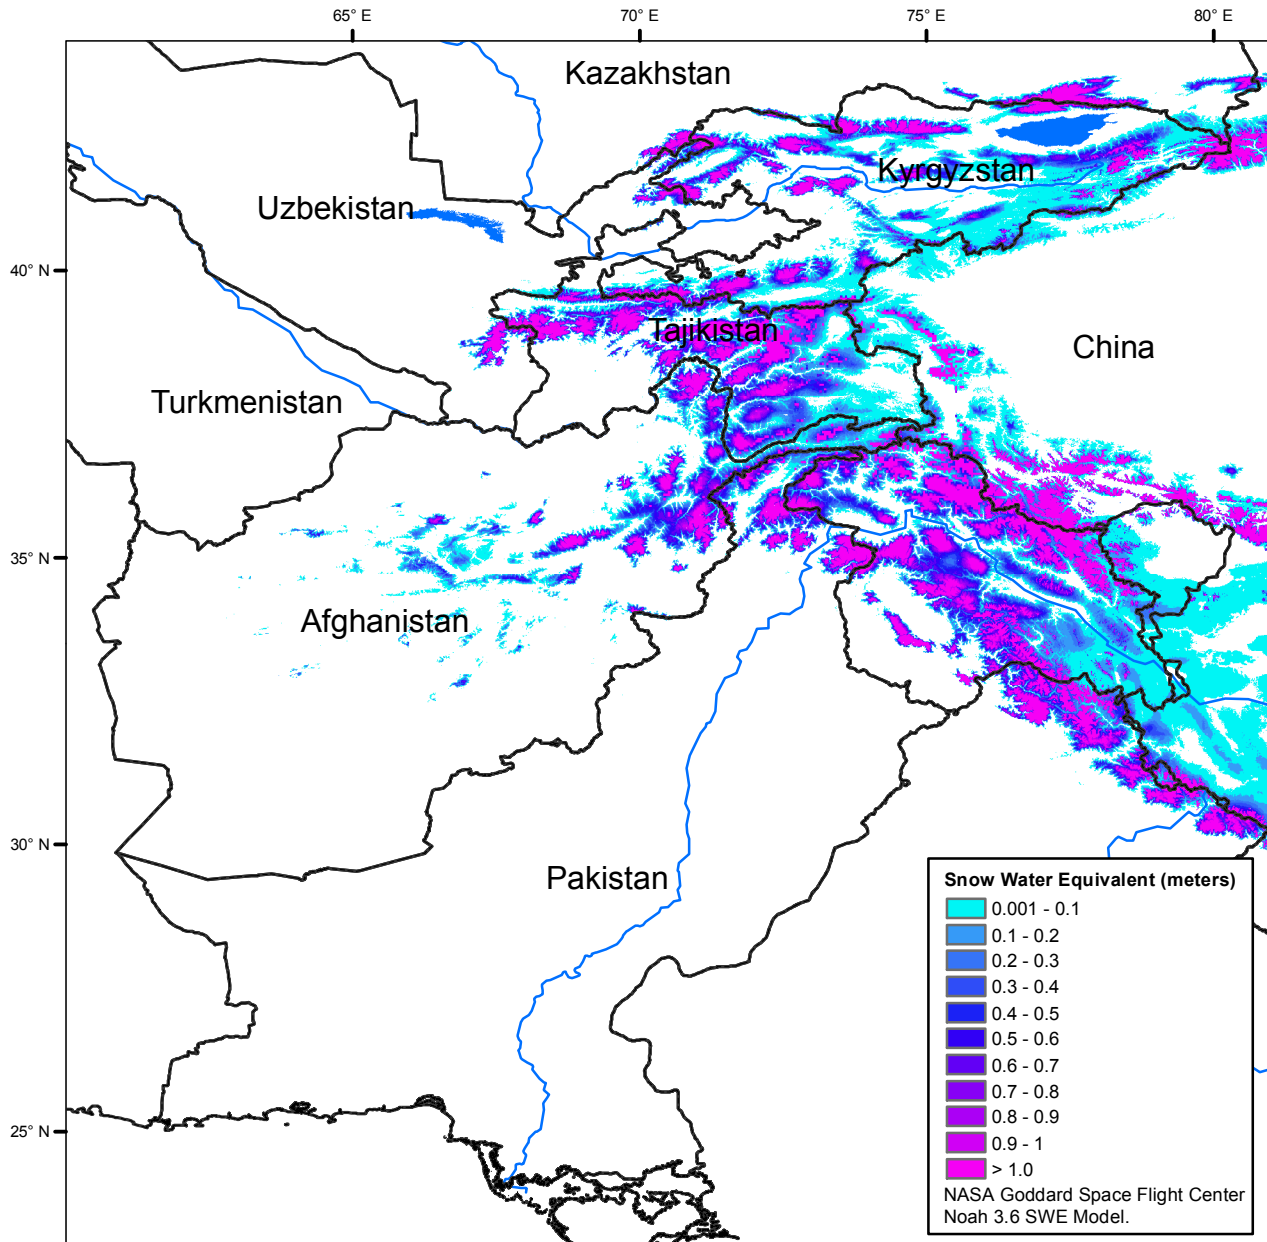 65° E 70° E 75° E 80° E
Kazakhstan
Kyrgyzstan
Uzbekistan
40° N
Tajikistan
China
Turkmenistan
35° N
Afghanistan
30° N
Pakistan
25° N
Snow Water Equivalent (meters)
0.001 - 0.1
0.1 - 0.2
0.2 - 0.3
0.3 - 0.4
0.4 - 0.5
0.5 - 0.6
0.6 - 0.7
0.7 - 0.8
0.8 - 0.9
0.9 - 1
> 1.0
NASA Goddard Space Flight Center
Noah 3.6 SWE Model.